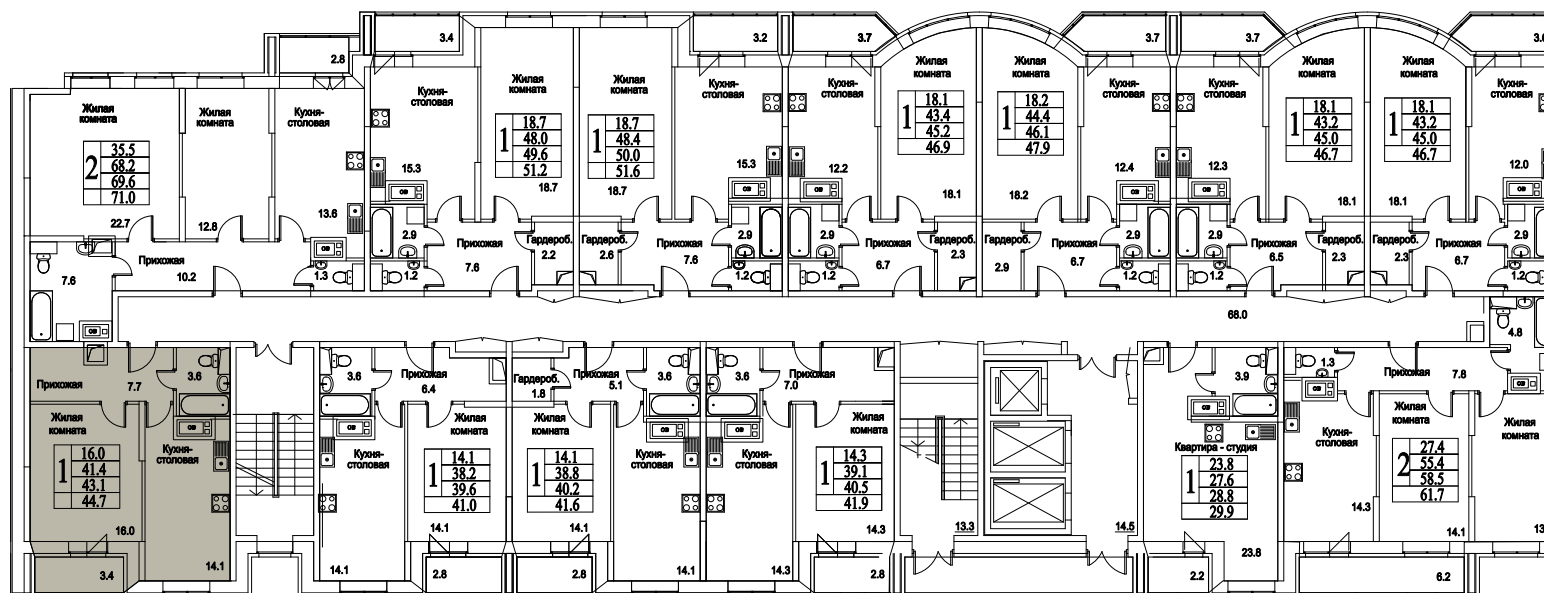 3.4
3.2
3.7
3.7
3.7
2.8
Жилая
комната
Жилая
комната
Кухня-
столовая
22.7
12.8
13.6
2
35.5
68.2
69.6
71.0
7.6
Прихожая
10.2
1.3
Кухня-
столовая
15.3
Жилая
комната
1
18.7
48.0
49.6
51.2
18.7
2.9
1.2
Прихожая
7.6
Гардероб.
2.2
Жилая
комната
1
18.7
48.4
50.0
51.6
18.7
Кухня-
столовая
15.3
Гардероб.
2.6
Прихожая
7.6
2.9
1.2
Кухня-
столовая
12.2
Жилая
комната
1
18.1
43.4
45.2
46.9
18.1
2.9
1.2
Прихожая
6.7
Гардероб.
2.3
Жилая
комната
1
18.2
44.4
46.1
47.9
18.2
Кухня-
столовая
12.4
Гардероб.
2.9
Прихожая
6.7
2.9
1.2
Кухня-
столовая
12.3
Жилая
комната
1
18.1
43.2
45.0
46.7
18.1
2.9
1.2
Прихожая
6.5
Гардероб.
2.3
Жилая
комната
1
18.1
43.2
45.0
46.7
18.1
Кухня-
столовая
12.0
Гардероб.
2.3
Прихожая
6.7
2.9
1.2
68.0
Прихожая
7.7
3.6
Жилая
комната
1
16.0
41.4
43.1
44.7
16.0
Кухня-
столовая
14.1
3.4
3.6
Прихожая
6.4
Кухня-
столовая
14.1
Жилая
комната
1
14.1
38.2
39.6
41.0
14.1
2.8
Гардероб.
1.8
Прихожая
5.1
3.6
Жилая
комната
1
14.1
38.8
40.2
41.6
14.1
Кухня-
столовая
14.1
2.8
3.6
Прихожая
7.0
Кухня-
столовая
14.3
Жилая
комната
1
14.3
39.1
40.5
41.9
14.3
2.8
13.3
14.5
3.9
Квартира - студия
1
23.8
27.6
28.8
29.9
23.8
2.2
1.3
Прихожая
7.8
4.8
Кухня-
столовая
14.3
Жилая
комната
2
27.4
55.4
58.5
61.7
14.1
Жилая
комната
6.2